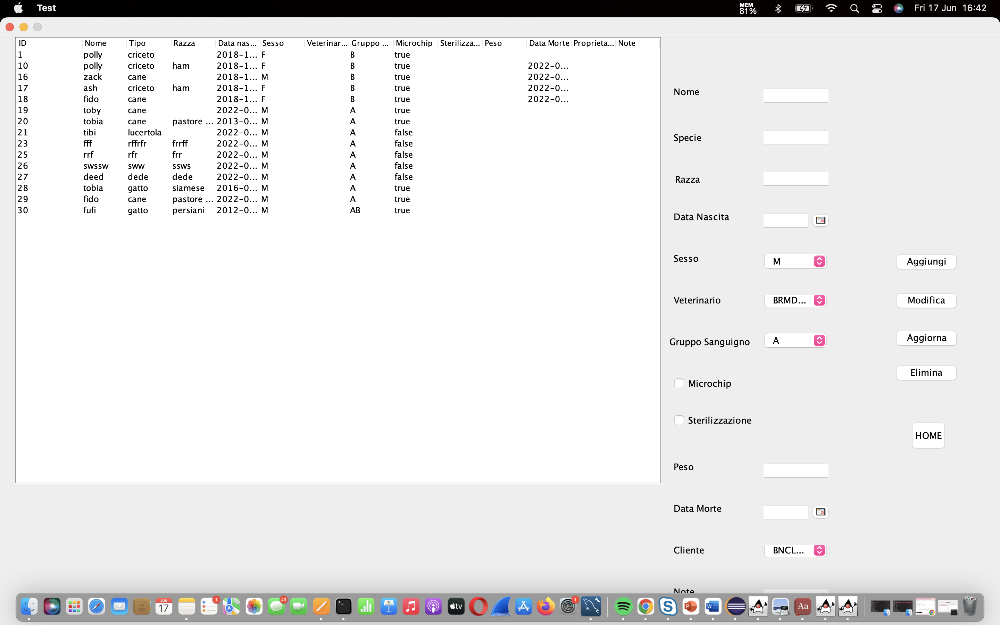 Test MEM 81% Fri 17 Jun 16:42
ID Nome Tipo Razza Data nas... Sesso Veterinar... Gruppo ... Microchip Sterilizza... Peso Data Morte Proprieta... Note
1 polly criceto 2018-1... F B true
10 polly criceto ham 2018-1... F B true 2022-0...
16 zack cane 2018-1... M B true 2022-0...
17 ash criceto ham 2018-1... F B true 2022-0...
18 fido cane 2018-1... F B true 2022-0...
19 toby cane 2022-0... M A true
20 tobia cane pastore ... 2013-0... M A true
21 tibi lucertola 2022-0... M A false
23 fff rffrfr frrff 2022-0... M A false
25 rrf rfr frr 2022-0... M A false
26 swssw sww ssws 2022-0... M A false
27 deed dede dede 2022-0... M A false
28 tobia gatto siamese 2016-0... M A true
29 fido cane pastore ... 2022-0... M A true
30 fufi gatto persiani 2012-0... M AB true
Nome
Specie
Razza
Data Nascita
Sesso M Aggiungi
Veterinario BRMD... Modifica
Gruppo Sanguigno A Aggiorna
Elimina
Microchip
Sterilizzazione
HOME
Peso
Data Morte
Cliente BNCL...
Note
1 JUN 17 49 >_ tv 1 S P W Aa